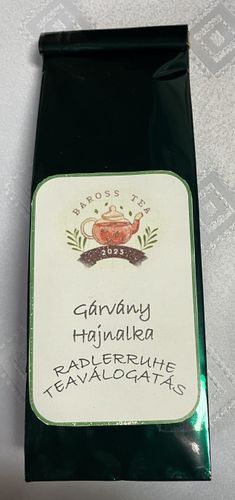 BAROSS TEA
2023
Gárvány
Hajnalka
RADLERRUHE
TEAVÁLOGATÁS